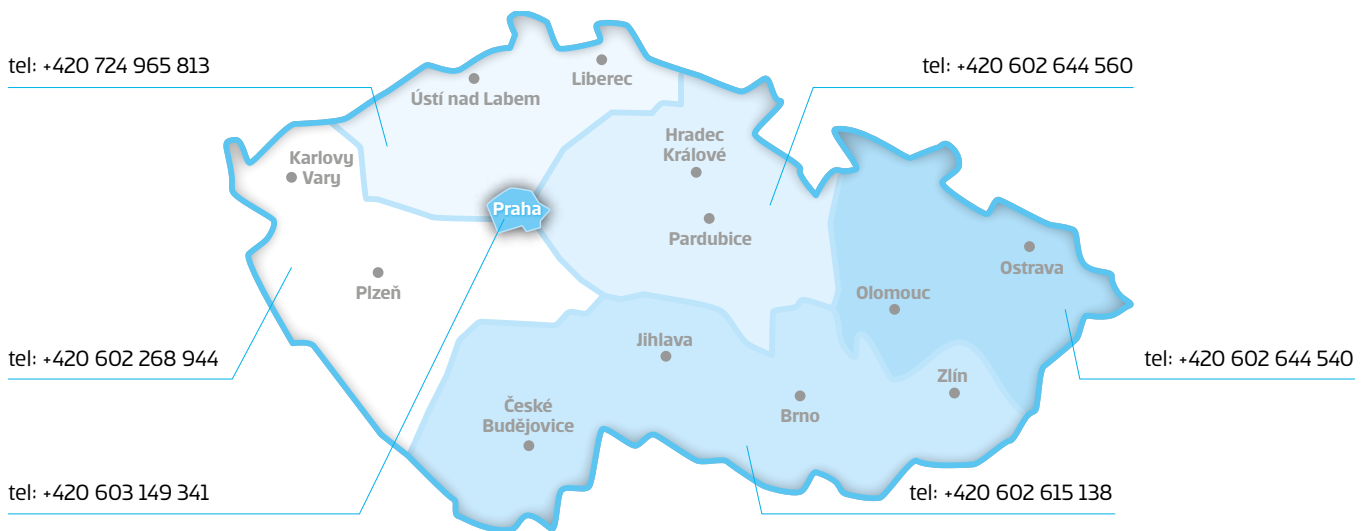 tel: +420 724 965 813
tel: +420 602 644 560
Liberec
Ústí nad Labem
Hradec
Králové
Karlovy
Vary
Praha
Pardubice
Ostrava
Plzeň
Olomouc
Jihlava
tel: +420 602 268 944
tel: +420 602 644 540
Zlín
České
Budějovice
Brno
tel: +420 603 149 341
tel: +420 602 615 138